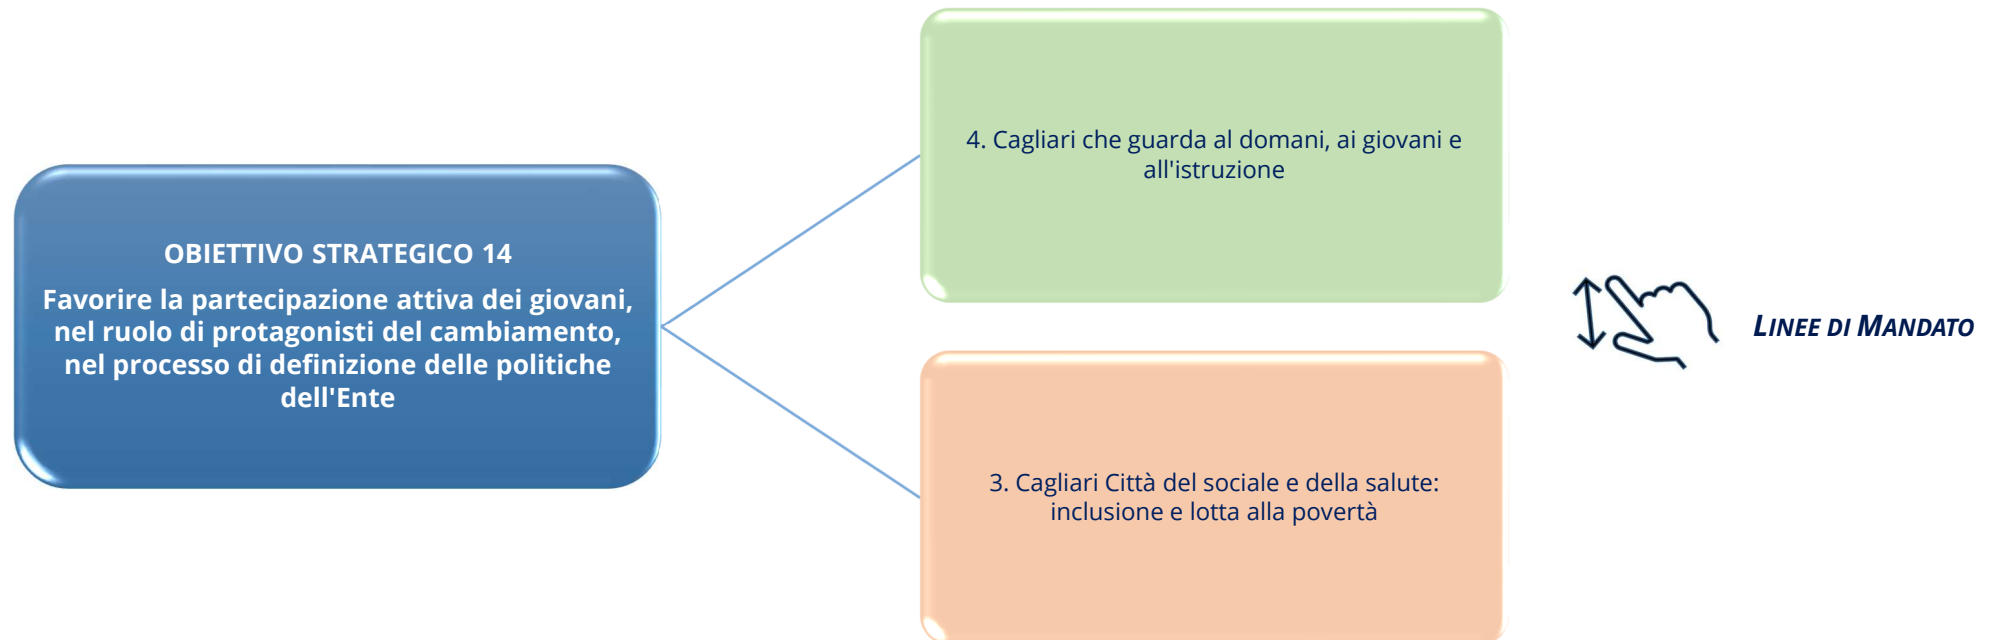 OBIETTIVO STRATEGICO 14
Favorire la partecipazione attiva dei giovani,
nel ruolo di protagonisti del cambiamento,
nel processo di definizione delle politiche
dell'Ente
4. Cagliari che guarda al domani, ai giovani e
all'istruzione
3. Cagliari Città del sociale e della salute:
inclusione e lotta alla povertà
LINEE DI MANDATO